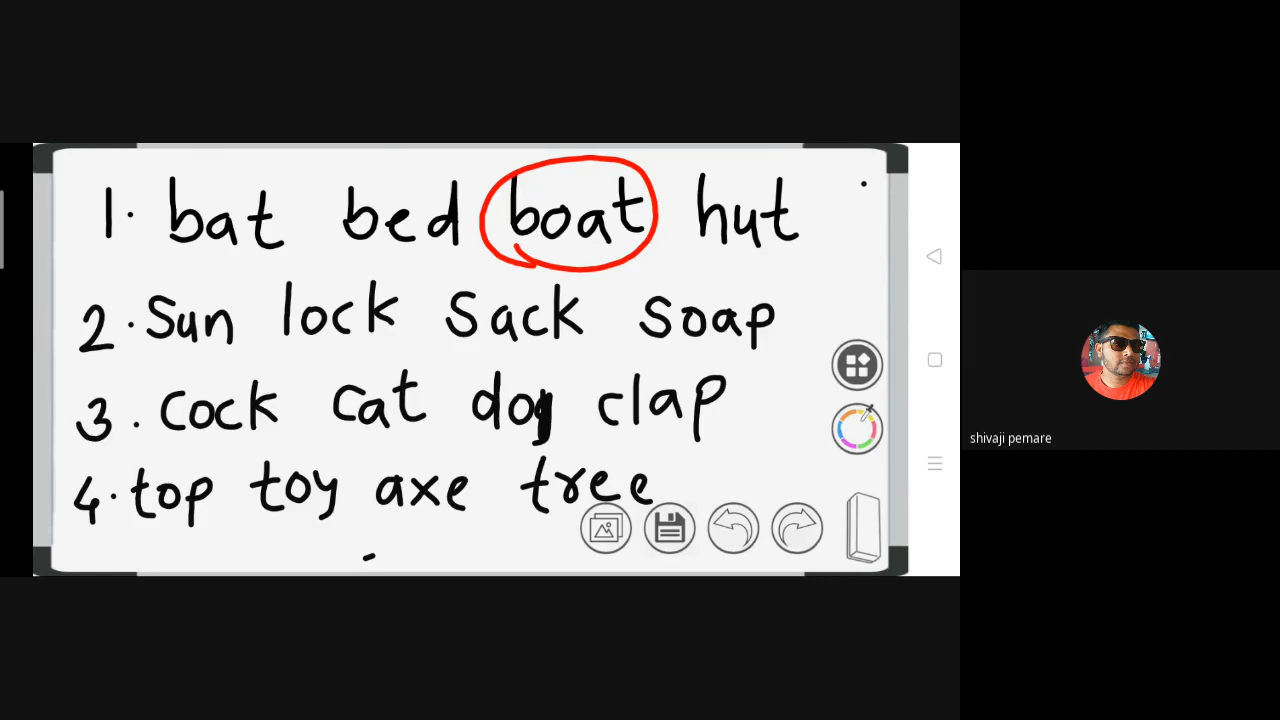 1. bat bed boat hut
2. Sun lock Sack soap
3. cock cat dog clap
4. top toy axe tree
shivaji pemare